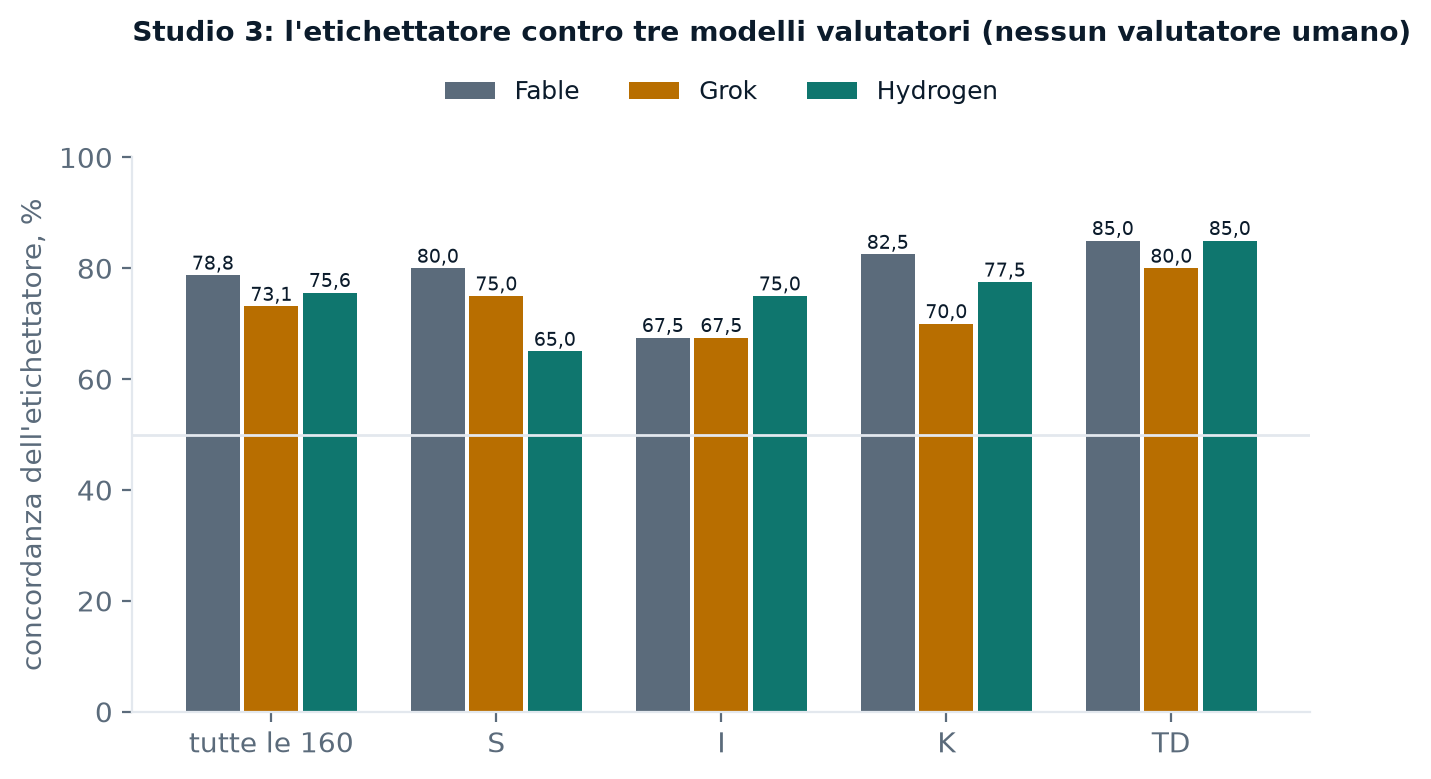 Studio 3: l'etichettatore contro tre modelli valutatori (nessun valutatore umano)
Fable Grok Hydrogen
concordanza dell'etichettatore, %
100
80
60
40
20
0
78,8 73,1 75,6
80,0 75,0 65,0
67,5 67,5 75,0
82,5 70,0 77,5
85,0 80,0 85,0
tutte le 160 S I K TD